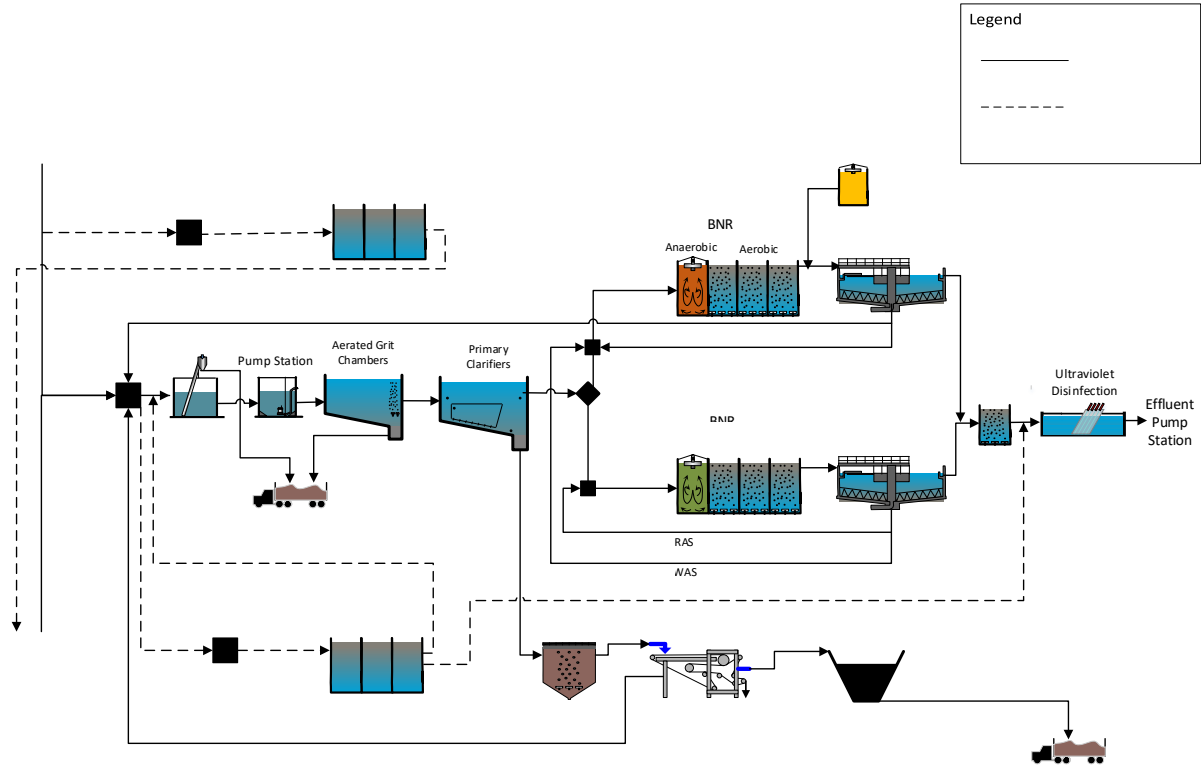 Legend
BNR
Anaerobic
Aerobic
Aerated Grit
Chambers
Pump Station
Primary
Clarifiers
Ultraviolet
Disinfection
Effluent
Pump
Station
RAS
WAS